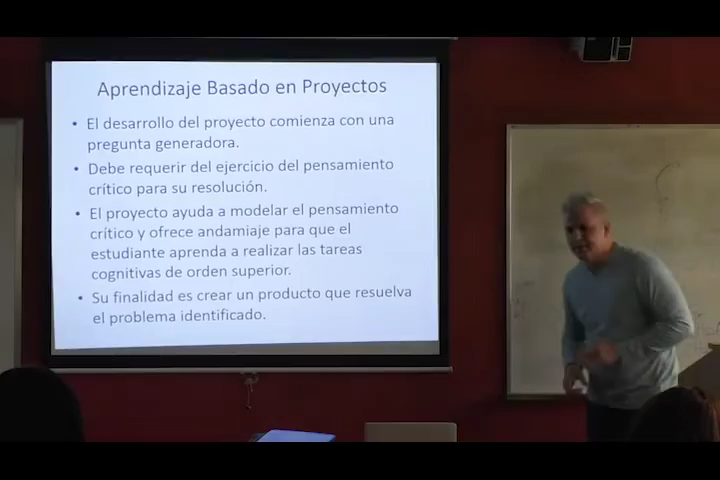 Aprendizaje Basado en Proyectos
• El desarrollo del proyecto comienza con una
pregunta generadora.
• Debe requerir del ejercicio del pensamiento
crítico para su resolución.
• El proyecto ayuda a modelar el pensamiento
crítico y ofrece andamiaje para que el
estudiante aprenda a realizar las tareas
cognitivas de orden superior.
• Su finalidad es crear un producto que resuelva
el problema identificado.